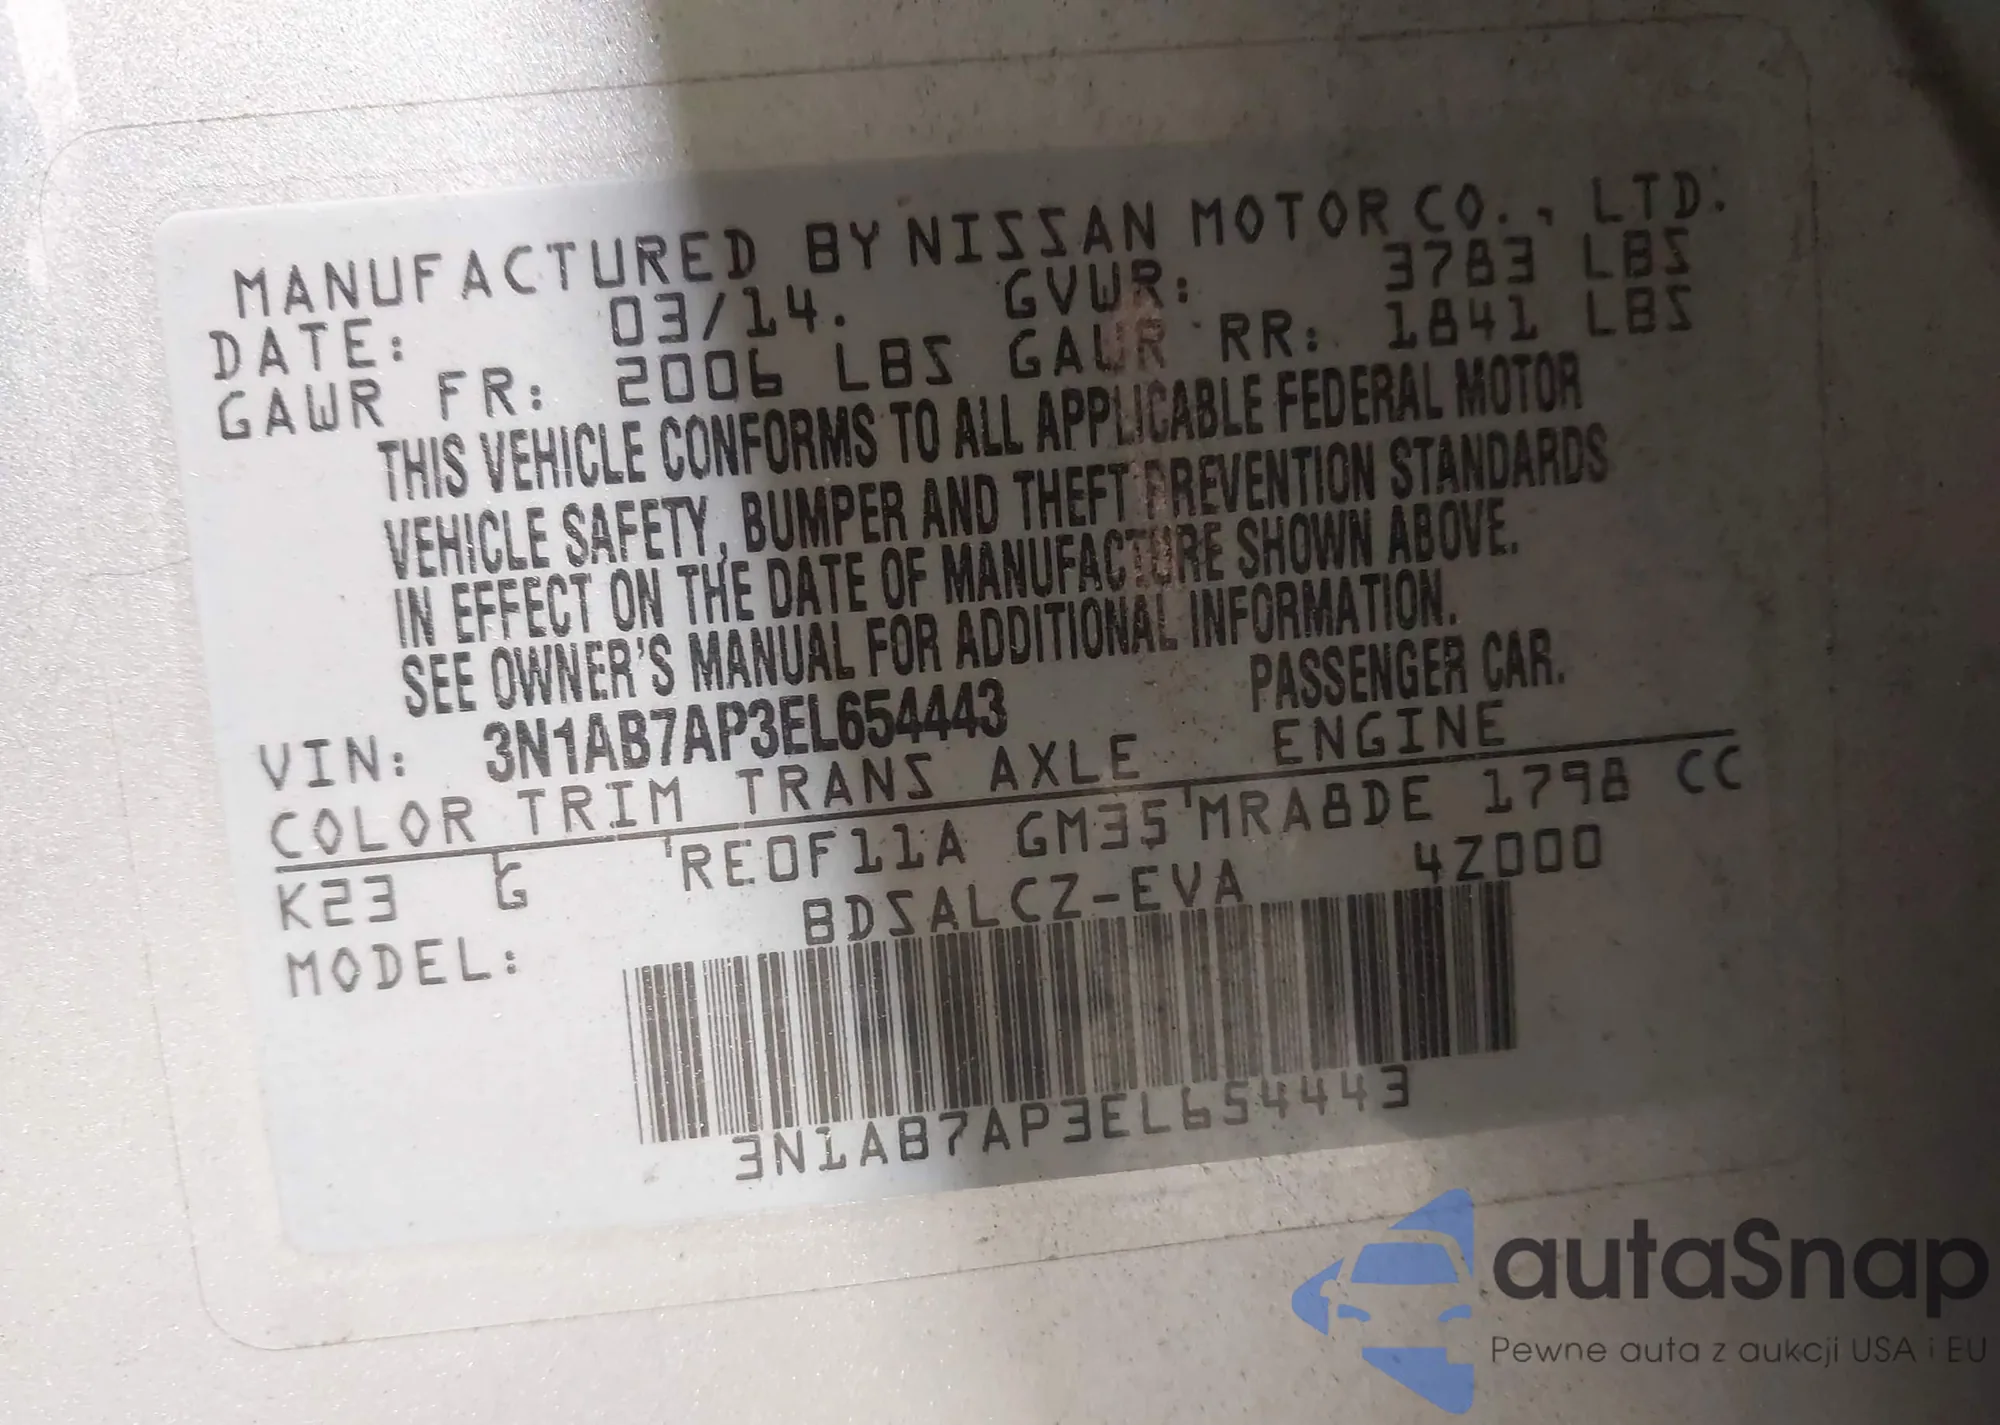 MANUFACTURED BY NISSAN MOTOR CO., LTD.
DATE: 03/14. GVWR: 3783 LBS
GAWR FR: 2006 LBS GAWR RR: 1841 LBS
THIS VEHICLE CONFORMS TO ALL APPLICABLE FEDERAL MOTOR
VEHICLE SAFETY, BUMPER AND THEFT PREVENTION STANDARDS
IN EFFECT ON THE DATE OF MANUFACTURE SHOWN ABOVE.
SEE OWNER'S MANUAL FOR ADDITIONAL INFORMATION.
VIN: 3N1AB7AP3EL654443 PASSENGER CAR.
COLOR TRIM TRANS AXLE ENGINE
K23 G RE0F11A GM35 MRA8DE 1798 CC
MODEL: BDSALCZ-EVA 4Z000
3N1AB7AP3EL654443
autaSnap
Pewne auta z aukcji USA i EU